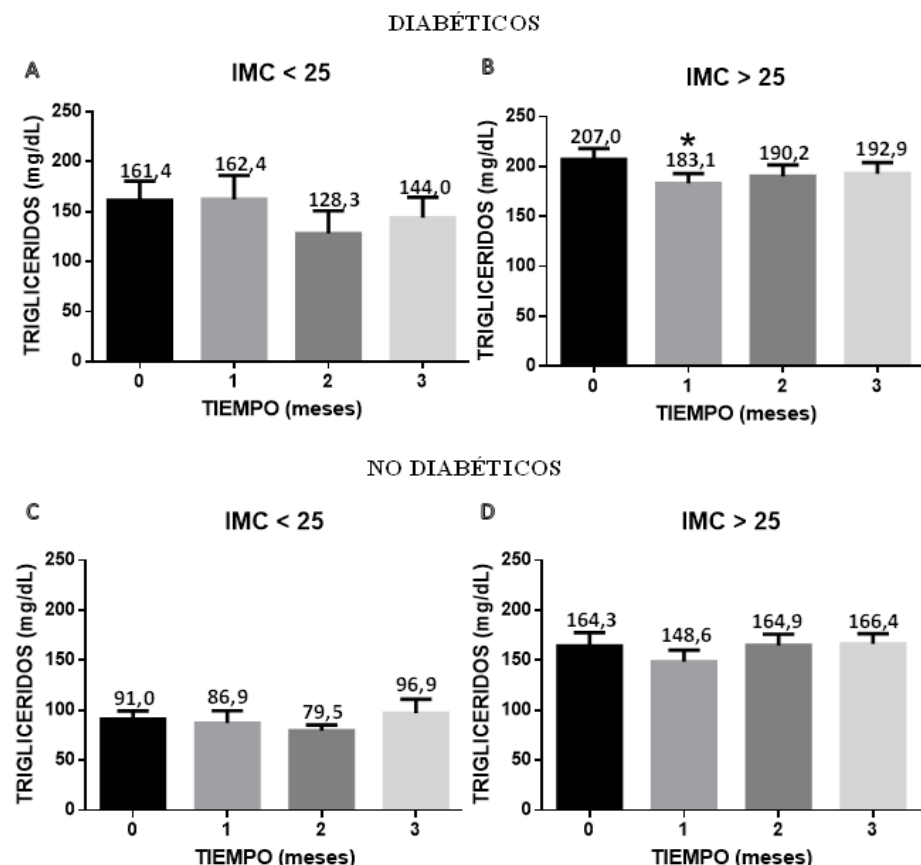 DIABÉTICOS
A
IMC < 25
TRIGLICERIDOS (mg/dL)
250
200
150
100
50
0
161,4
162,4
128,3
144,0
0 1 2 3
TIEMPO (meses)
B
IMC > 25
TRIGLICERIDOS (mg/dL)
250
200
150
100
50
0
207,0
*
183,1
190,2
192,9
0 1 2 3
TIEMPO (meses)
NO DIABÉTICOS
C
IMC < 25
TRIGLICERIDOS (mg/dL)
250
200
150
100
50
0
91,0
86,9
79,5
96,9
0 1 2 3
TIEMPO (meses)
D
IMC > 25
TRIGLICERIDOS (mg/dL)
250
200
150
100
50
0
164,3
148,6
164,9
166,4
0 1 2 3
TIEMPO (meses)